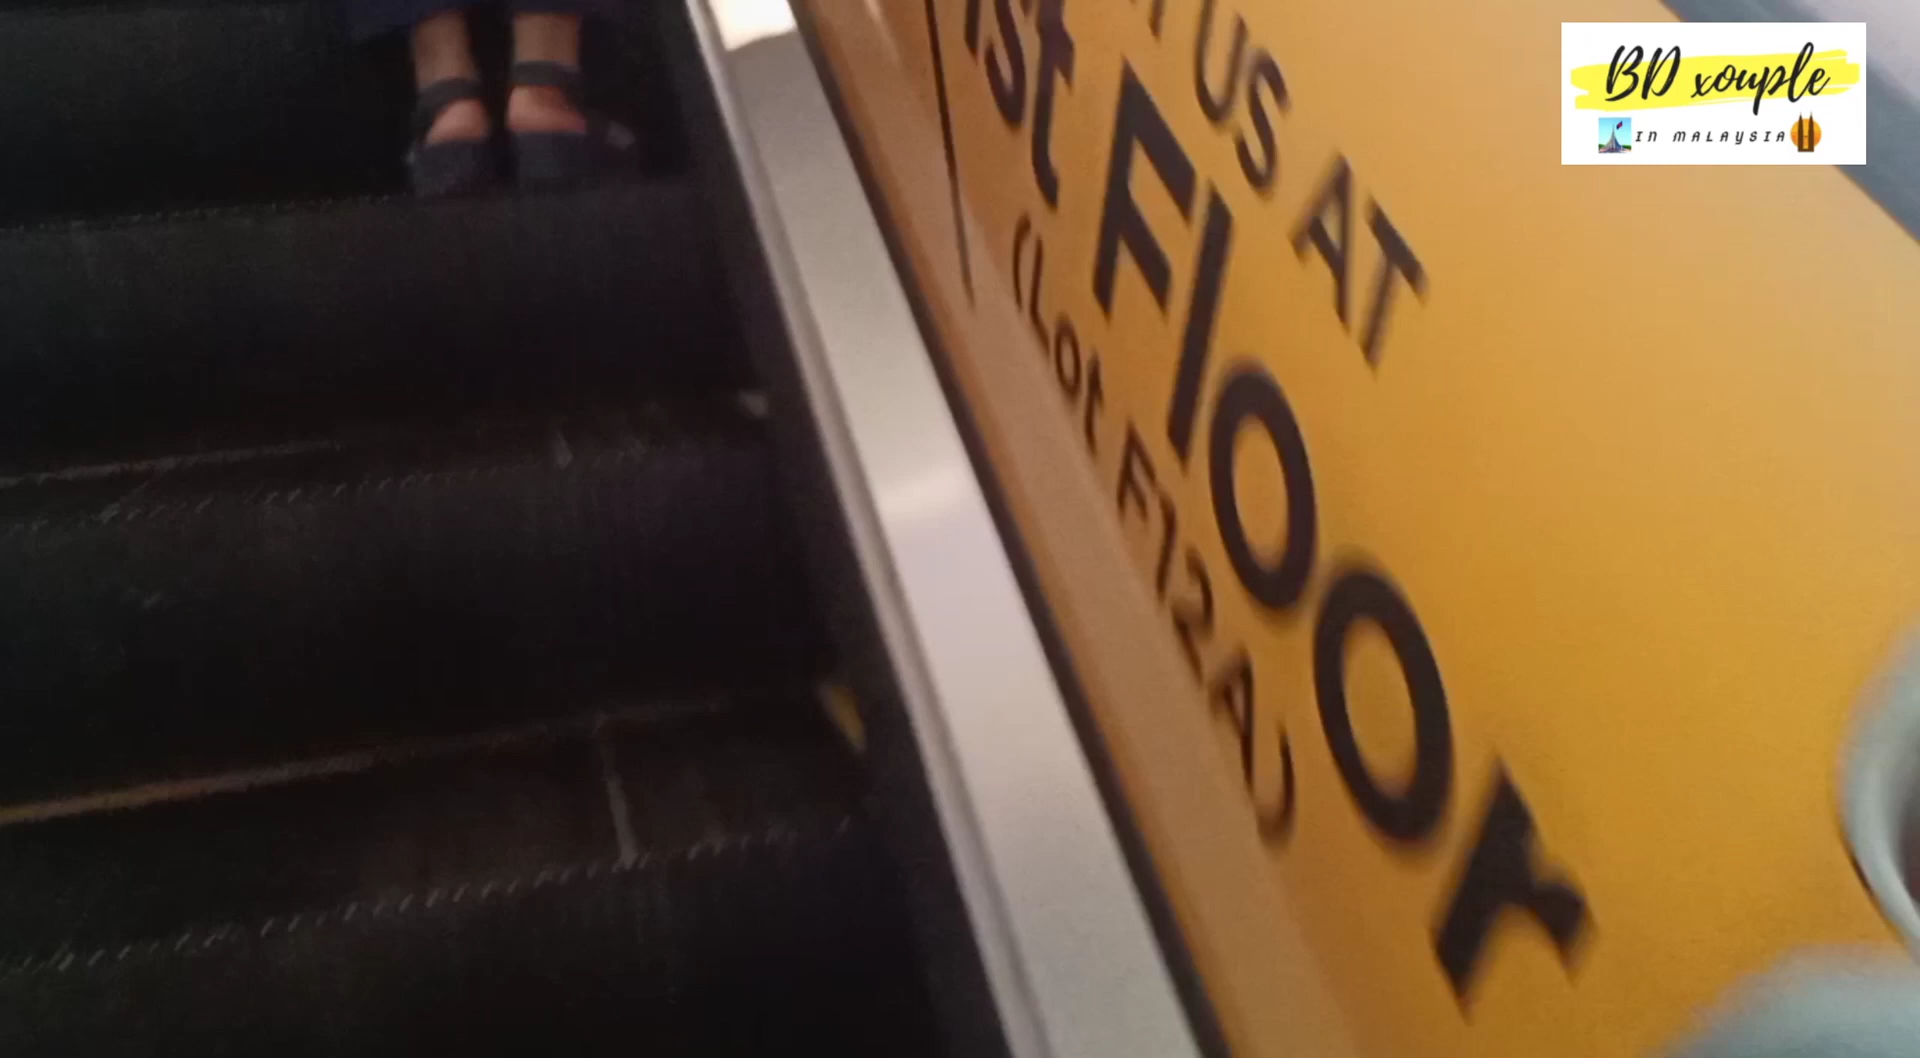 US AT
1st Floor
(Lot F12A)
BD xouple
IN MALAYSIA